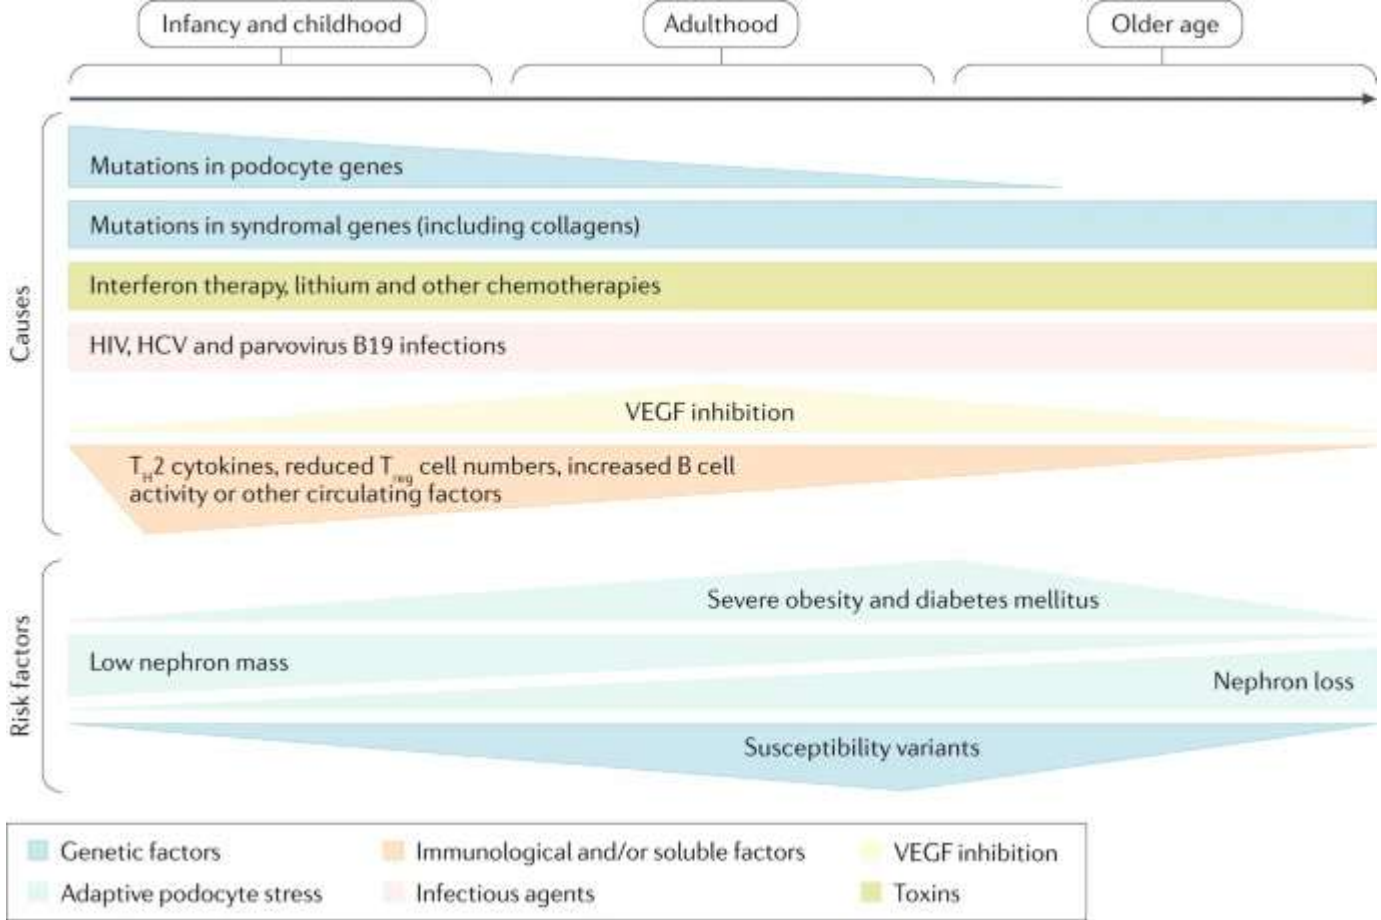 Infancy and childhood
Adulthood
Older age
Causes
Mutations in podocyte genes
Mutations in syndromal genes (including collagens)
Interferon therapy, lithium and other chemotherapies
HIV, HCV and parvovirus B19 infections
VEGF inhibition
TH2 cytokines, reduced Treg cell numbers, increased B cell
activity or other circulating factors
Risk factors
Severe obesity and diabetes mellitus
Low nephron mass
Nephron loss
Susceptibility variants
Genetic factors
Immunological and/or soluble factors
VEGF inhibition
Adaptive podocyte stress
Infectious agents
Toxins